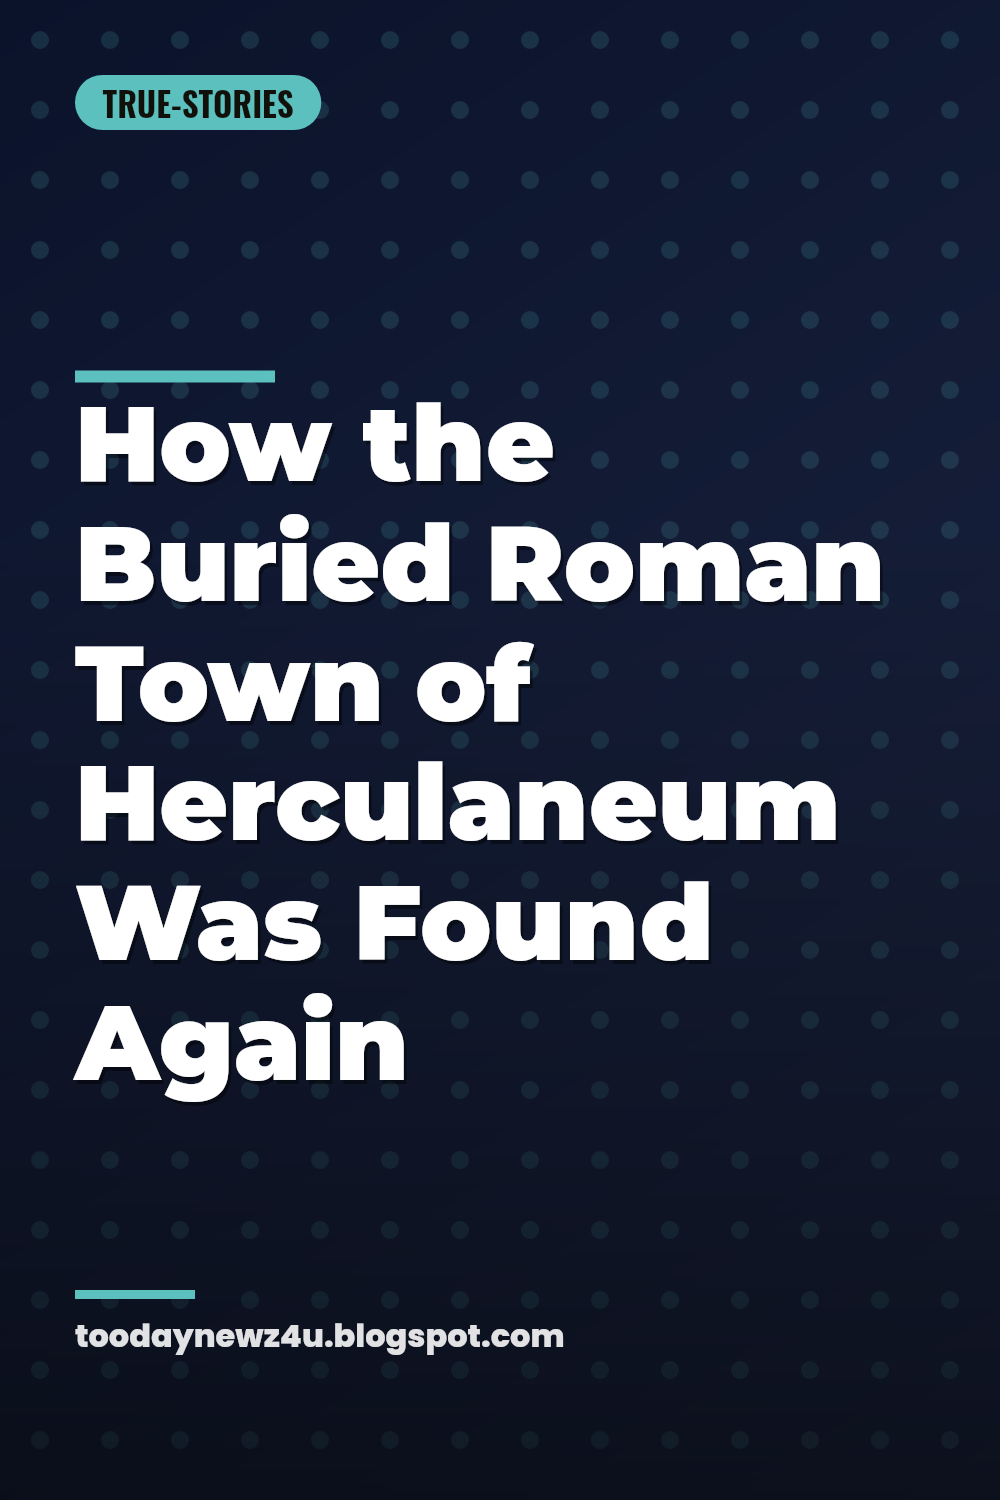 TRUE-STORIES
How the
Buried Roman
Town of
Herculaneum
Was Found
Again
toodaynewz4u.blogspot.com